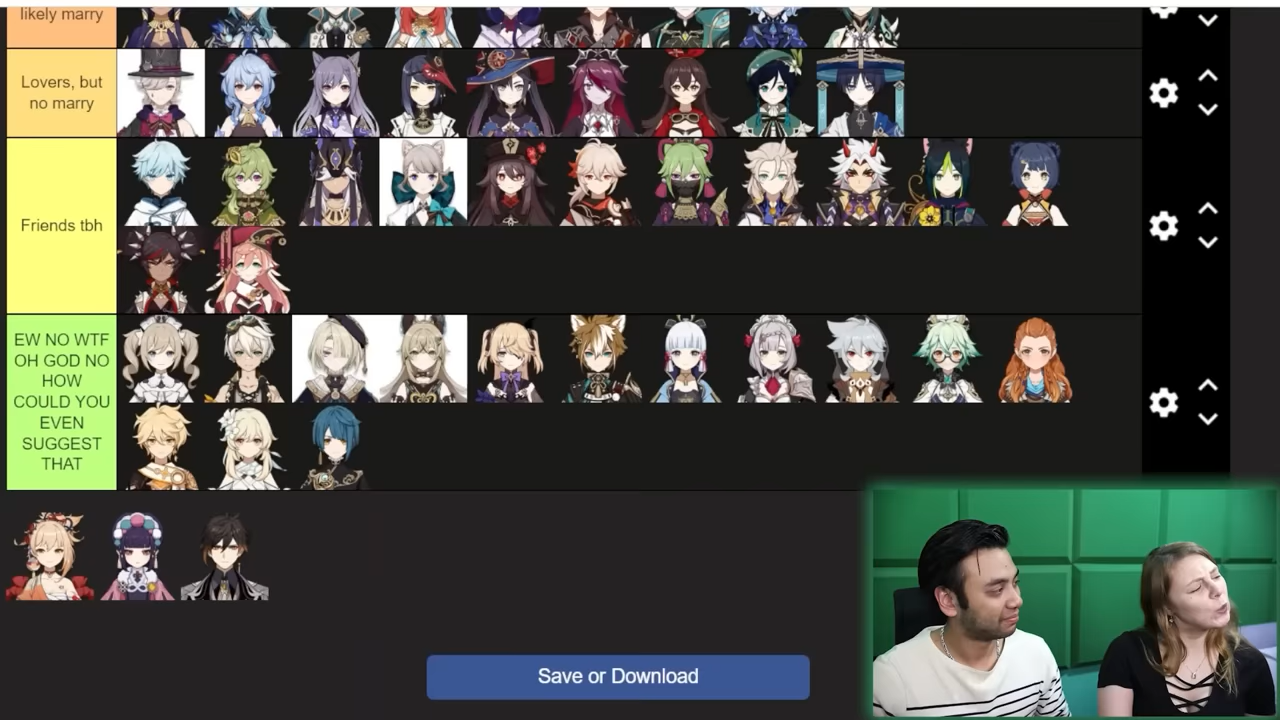 likely marry
Lovers, but
no marry
Friends tbh
EW NO WTF
OH GOD NO
HOW
COULD YOU
EVEN
SUGGEST
THAT
Save or Download